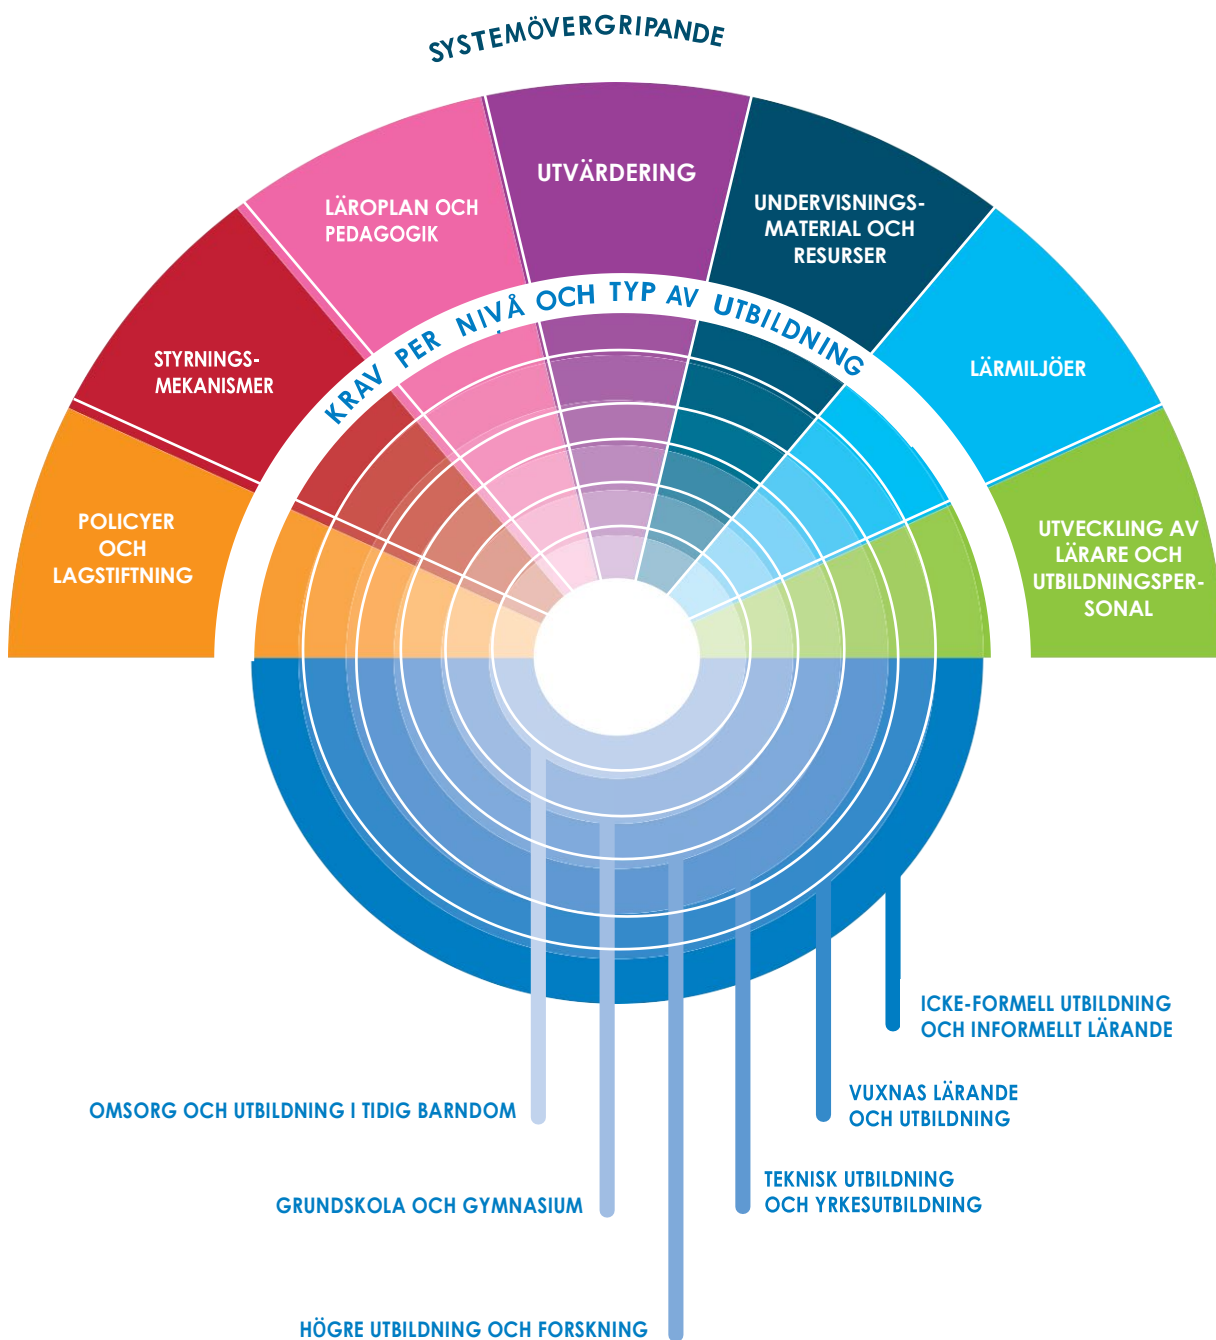 SYSTEMÖVERGRIPANDE
UTVÄRDERING
LÄROPLAN OCH
PEDAGOGIK
UNDERVISNINGS-
MATERIAL OCH
RESURSER
STYRNINGS-
MEKANISMER
LÄRMILJÖER
KRAV PER NIVÅ OCH TYP AV UTBILDNING
POLICYER
OCH
LAGSTIFTNING
UTVECKLING AV
LÄRARE OCH
UTBILDNINGSPER-
SONAL
ICKE-FORMELL UTBILDNING
OCH INFORMELLT LÄRANDE
OMSORG OCH UTBILDNING I TIDIG BARNDOM
VUXNAS LÄRANDE
OCH UTBILDNING
GRUNDSKOLA OCH GYMNASIUM
TEKNISK UTBILDNING
OCH YRKESUTBILDNING
HÖGRE UTBILDNING OCH FORSKNING